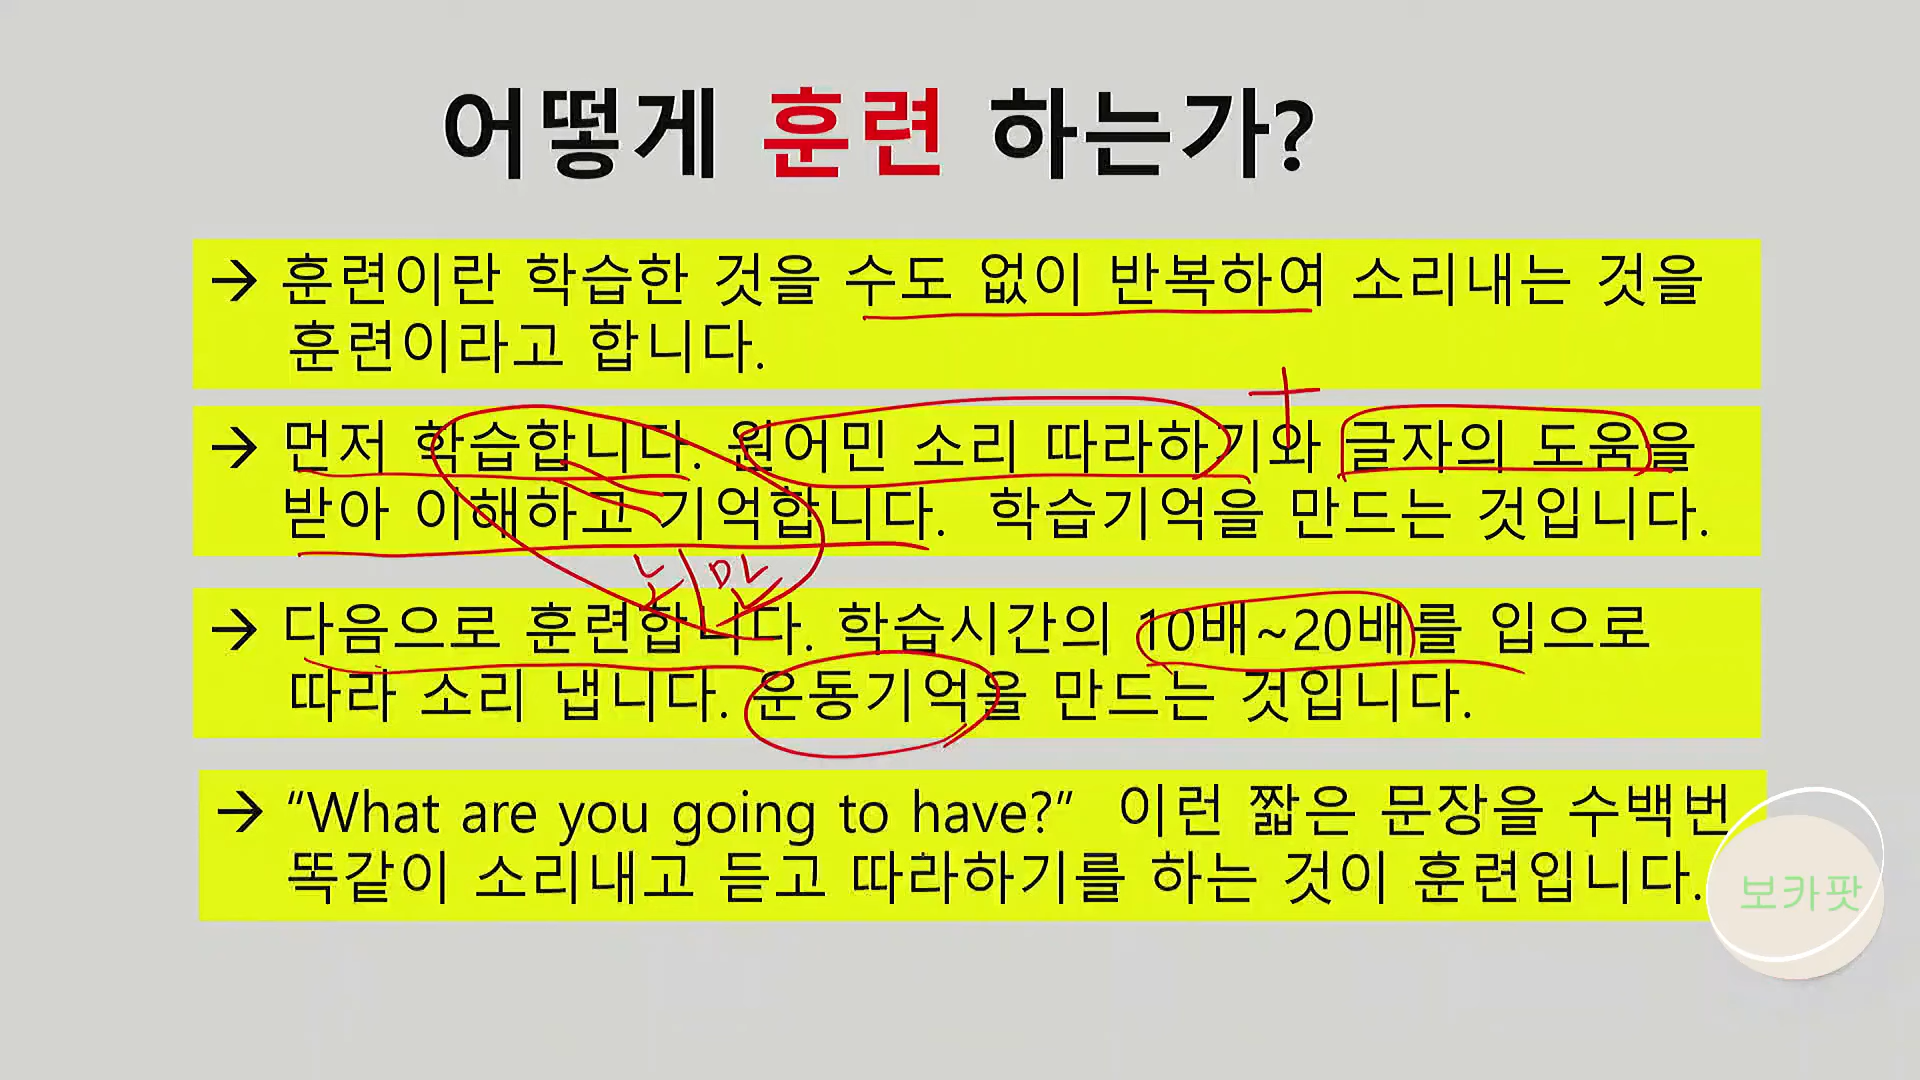 어떻게 훈련 하는가?
→ 훈련이란 학습한 것을 수도 없이 반복하여 소리내는 것을
훈련이라고 합니다.
→ 먼저 학습합니다. 원어민 소리 따라하기와 글자의 도움을
받아 이해하고 기억합니다. 학습기억을 만드는 것입니다.
→ 다음으로 훈련합니다. 학습시간의 10배~20배를 입으로
따라 소리 냅니다. 운동기억을 만드는 것입니다.
→ “What are you going to have?” 이런 짧은 문장을 수백번
똑같이 소리내고 듣고 따라하기를 하는 것이 훈련입니다.
보카팟